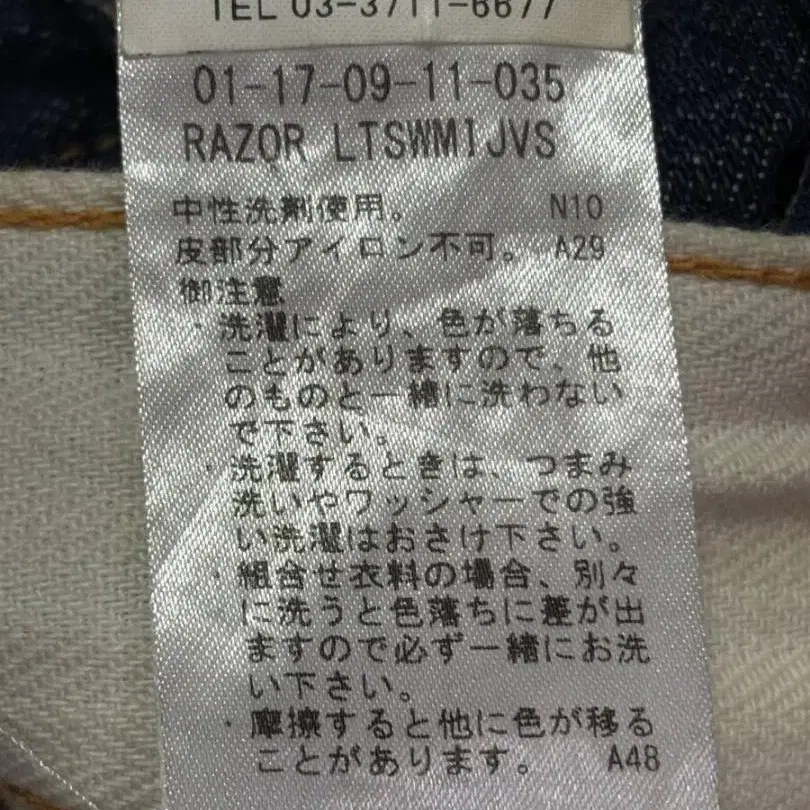 TEL 03-3711-6677
01-17-09-11-035
RAZOR LTSWM1JVS
中性洗剤使用。 N10
皮部分アイロン不可。 A29
御注意
・洗濯により、色が落ちる
ことがありますので、他
のものと一緒に洗わない
で下さい。
・洗濯するときは、つまみ
洗いやワッシャーでの強
い洗濯はおさけ下さい。
・組合せ衣料の場合、別々
に洗うと色落ちに差が出
ますので必ず一緒にお洗
い下さい。
・摩擦すると他に色が移る
ことがあります。 A48